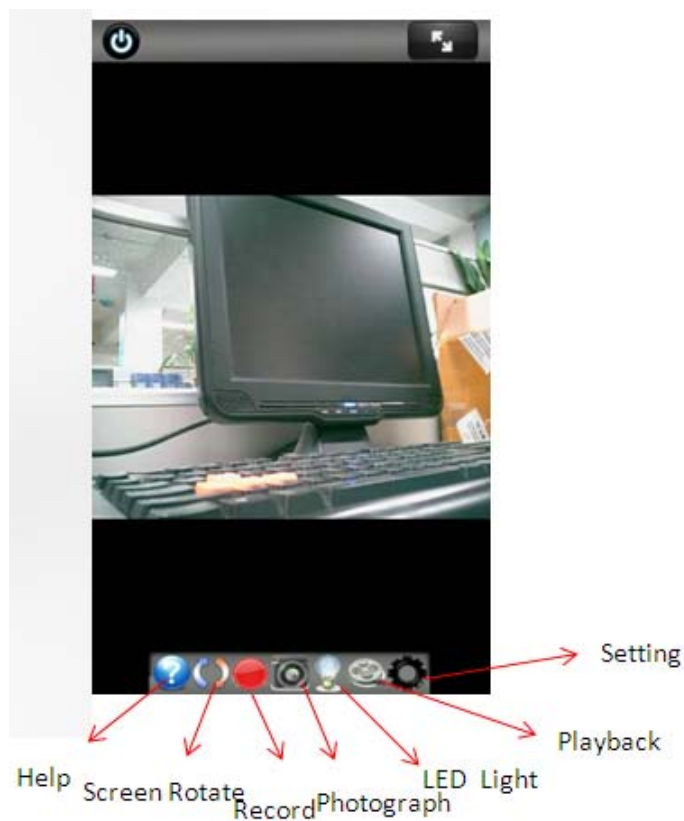 ?
Setting
Playback
Help
Screen Rotate
Record
Photograph
LED Light